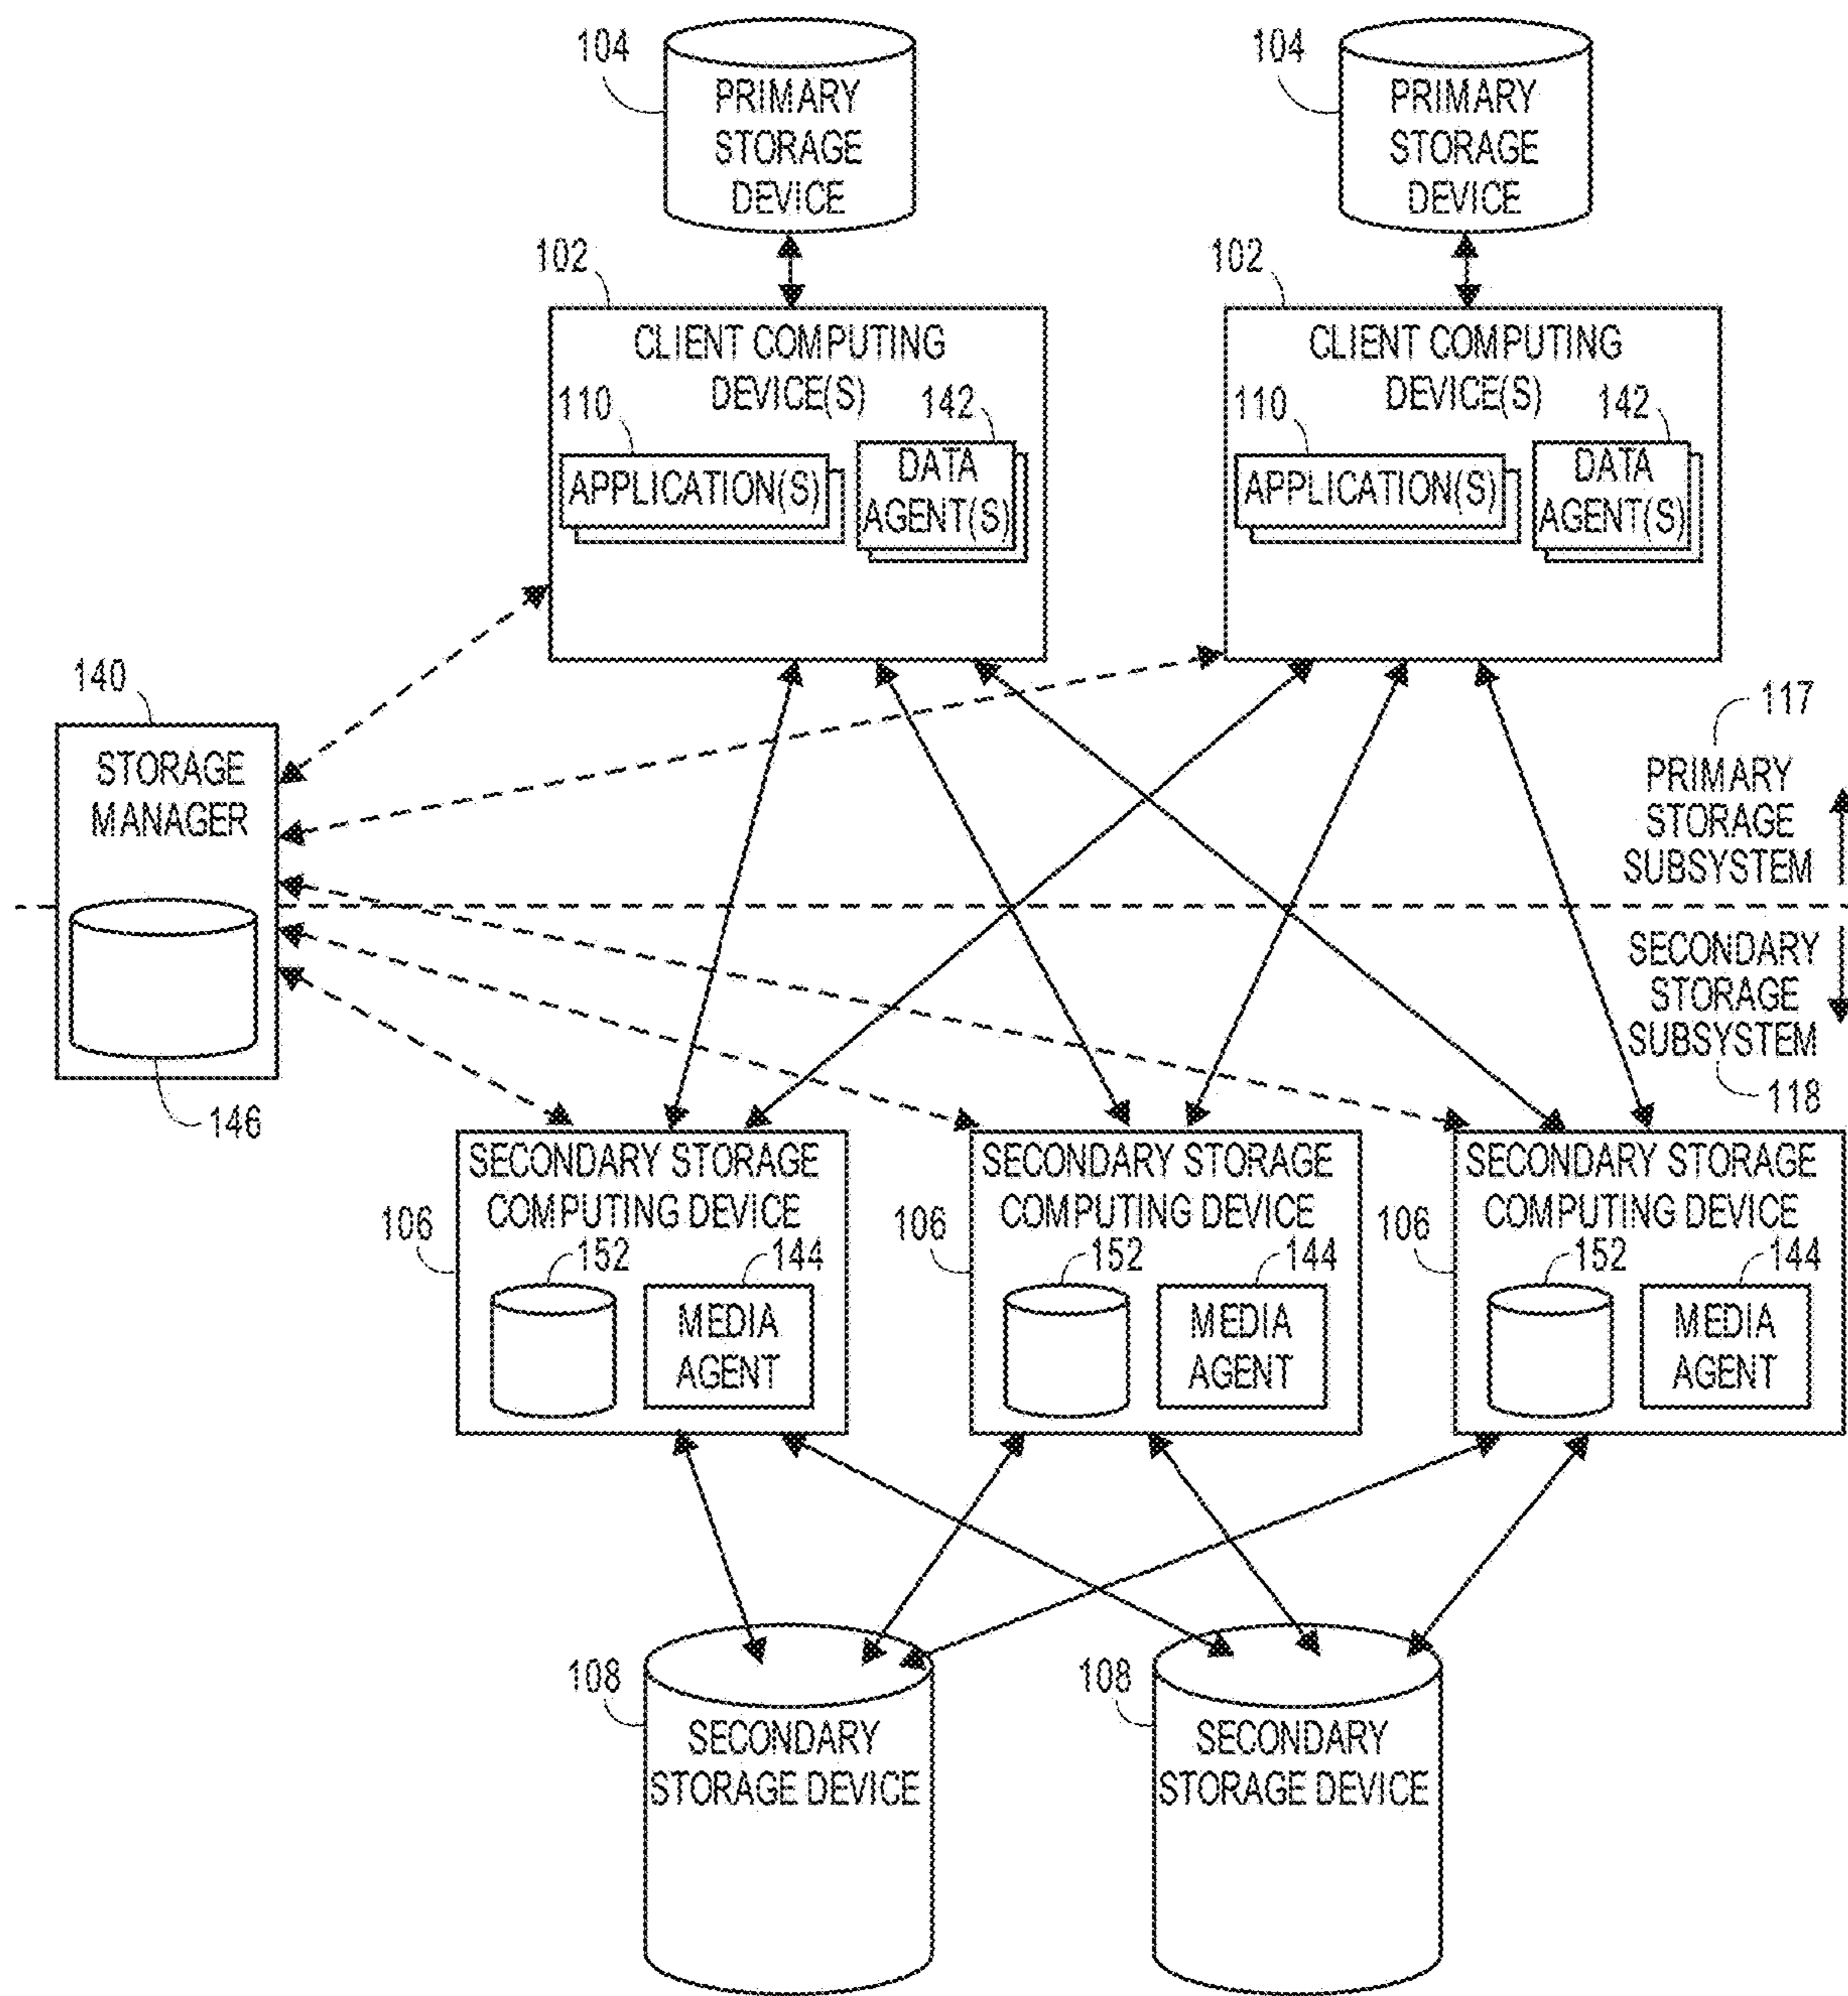 104
PRIMARY
STORAGE
DEVICE
104
PRIMARY
STORAGE
DEVICE
102
CLIENT COMPUTING
DEVICE(S)
110
142
APPLICATION(S)
DATA
AGENT(S)
102
CLIENT COMPUTING
DEVICE(S)
110
142
APPLICATION(S)
DATA
AGENT(S)
140
STORAGE
MANAGER
146
117
PRIMARY
STORAGE
SUBSYSTEM
SECONDARY
STORAGE
SUBSYSTEM
118
SECONDARY STORAGE
COMPUTING DEVICE
106
152
144
MEDIA
AGENT
SECONDARY STORAGE
COMPUTING DEVICE
106
152
144
MEDIA
AGENT
SECONDARY STORAGE
COMPUTING DEVICE
106
152
144
MEDIA
AGENT
108
SECONDARY
STORAGE DEVICE
108
SECONDARY
STORAGE DEVICE